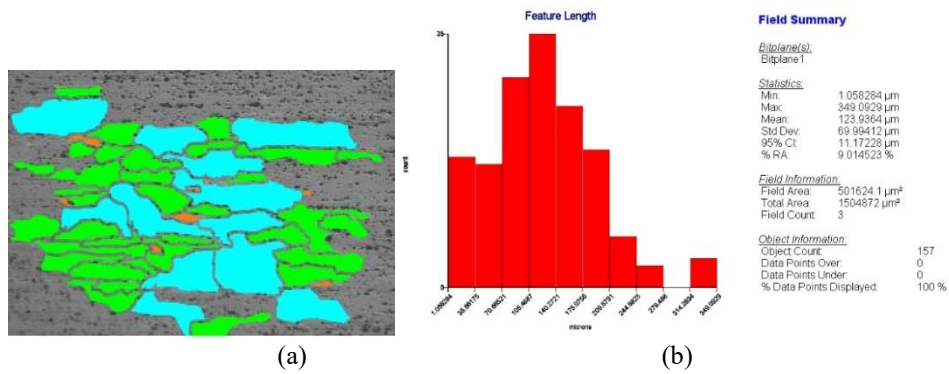 Feature Length
35
count
0
1.058284
70.66521
105.4687
140.2721
175.0756
209.8791
244.6825
279.486
314.2894
349.0929
microns
Field Summary
Bitplane(s):
Bitplane1
Statistics:
Min: 1.058284 µm
Max: 349.0929 µm
Mean: 123.9364 µm
Std Dev: 69.99412 µm
95% CI: 11.17228 µm
% RA: 9.014523 %
Field Information:
Field Area: 501624.1 µm²
Total Area: 1504872 µm²
Field Count: 3
Object Information:
Object Count: 157
Data Points Over: 0
Data Points Under: 0
% Data Points Displayed: 100 %
(a)
(b)